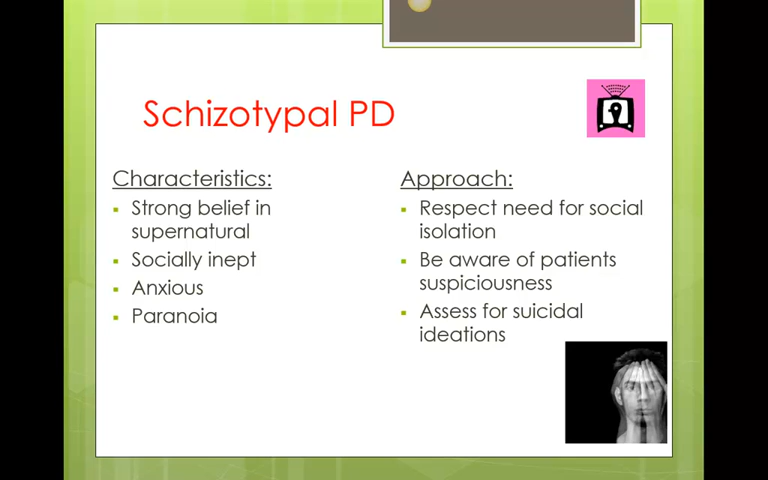 Schizotypal PD
Characteristics:
Strong belief in
supernatural
Socially inept
Anxious
Paranoia
Approach:
Respect need for social
isolation
Be aware of patients
suspiciousness
Assess for suicidal
ideations